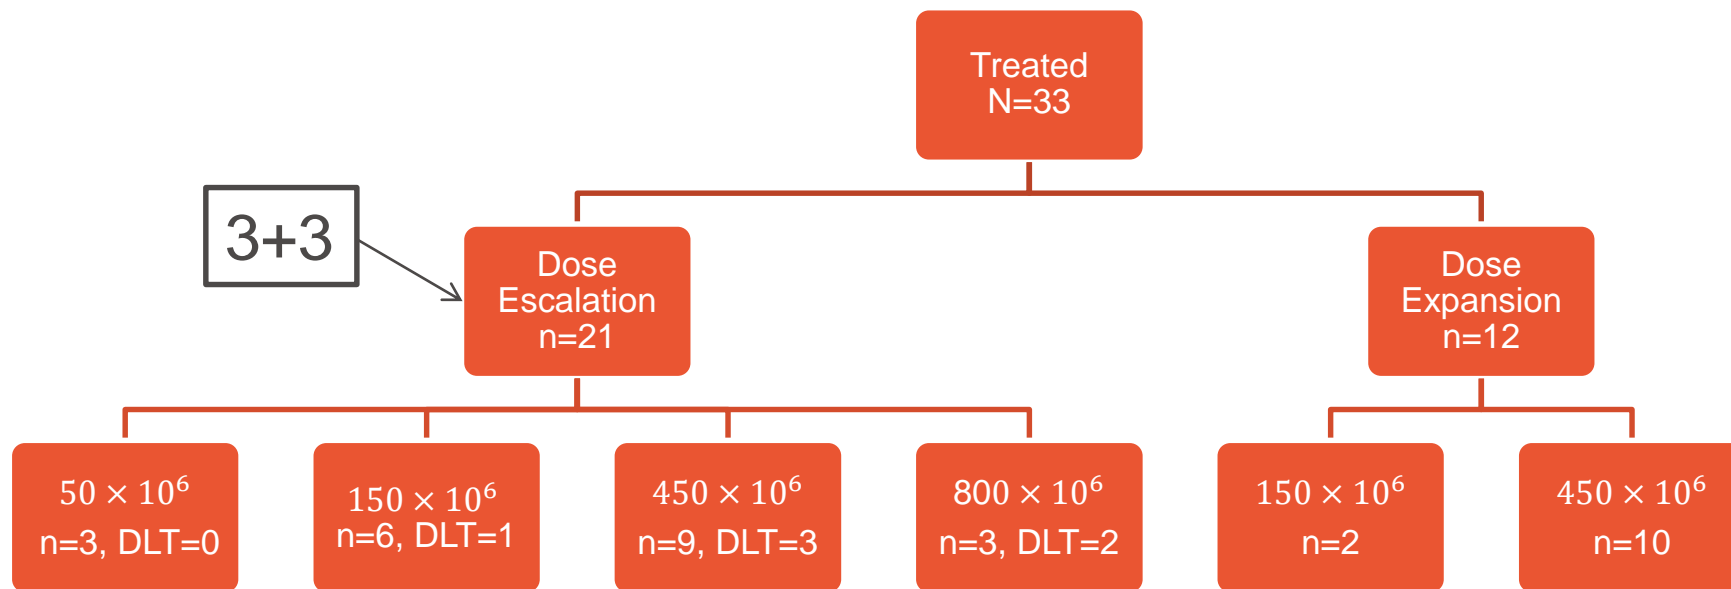 Treated
N=33
3+3
Dose
Escalation
n=21
Dose
Expansion
n=12
50 × 10⁶
n=3, DLT=0
150 × 10⁶
n=6, DLT=1
450 × 10⁶
n=9, DLT=3
800 × 10⁶
n=3, DLT=2
150 × 10⁶
n=2
450 × 10⁶
n=10